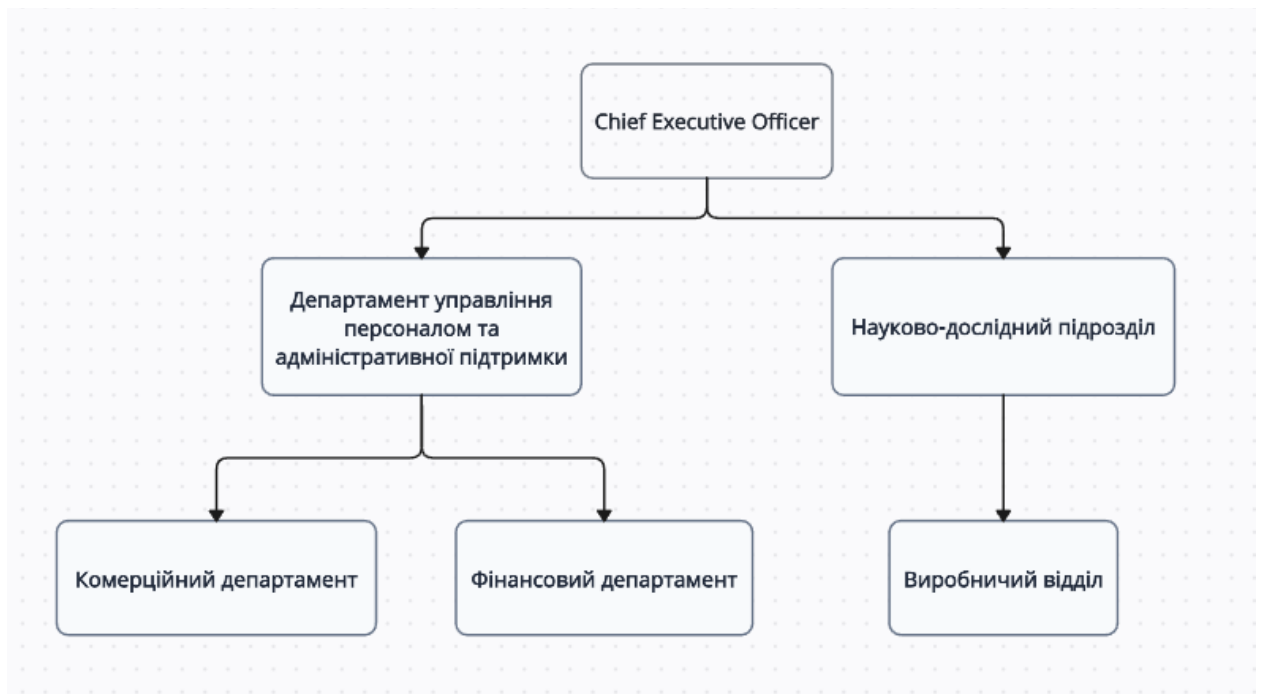 Chief Executive Officer
Департамент управління
персоналом та
адміністративної підтримки
Науково-дослідний підрозділ
Комерційний департамент
Фінансовий департамент
Виробничий відділ